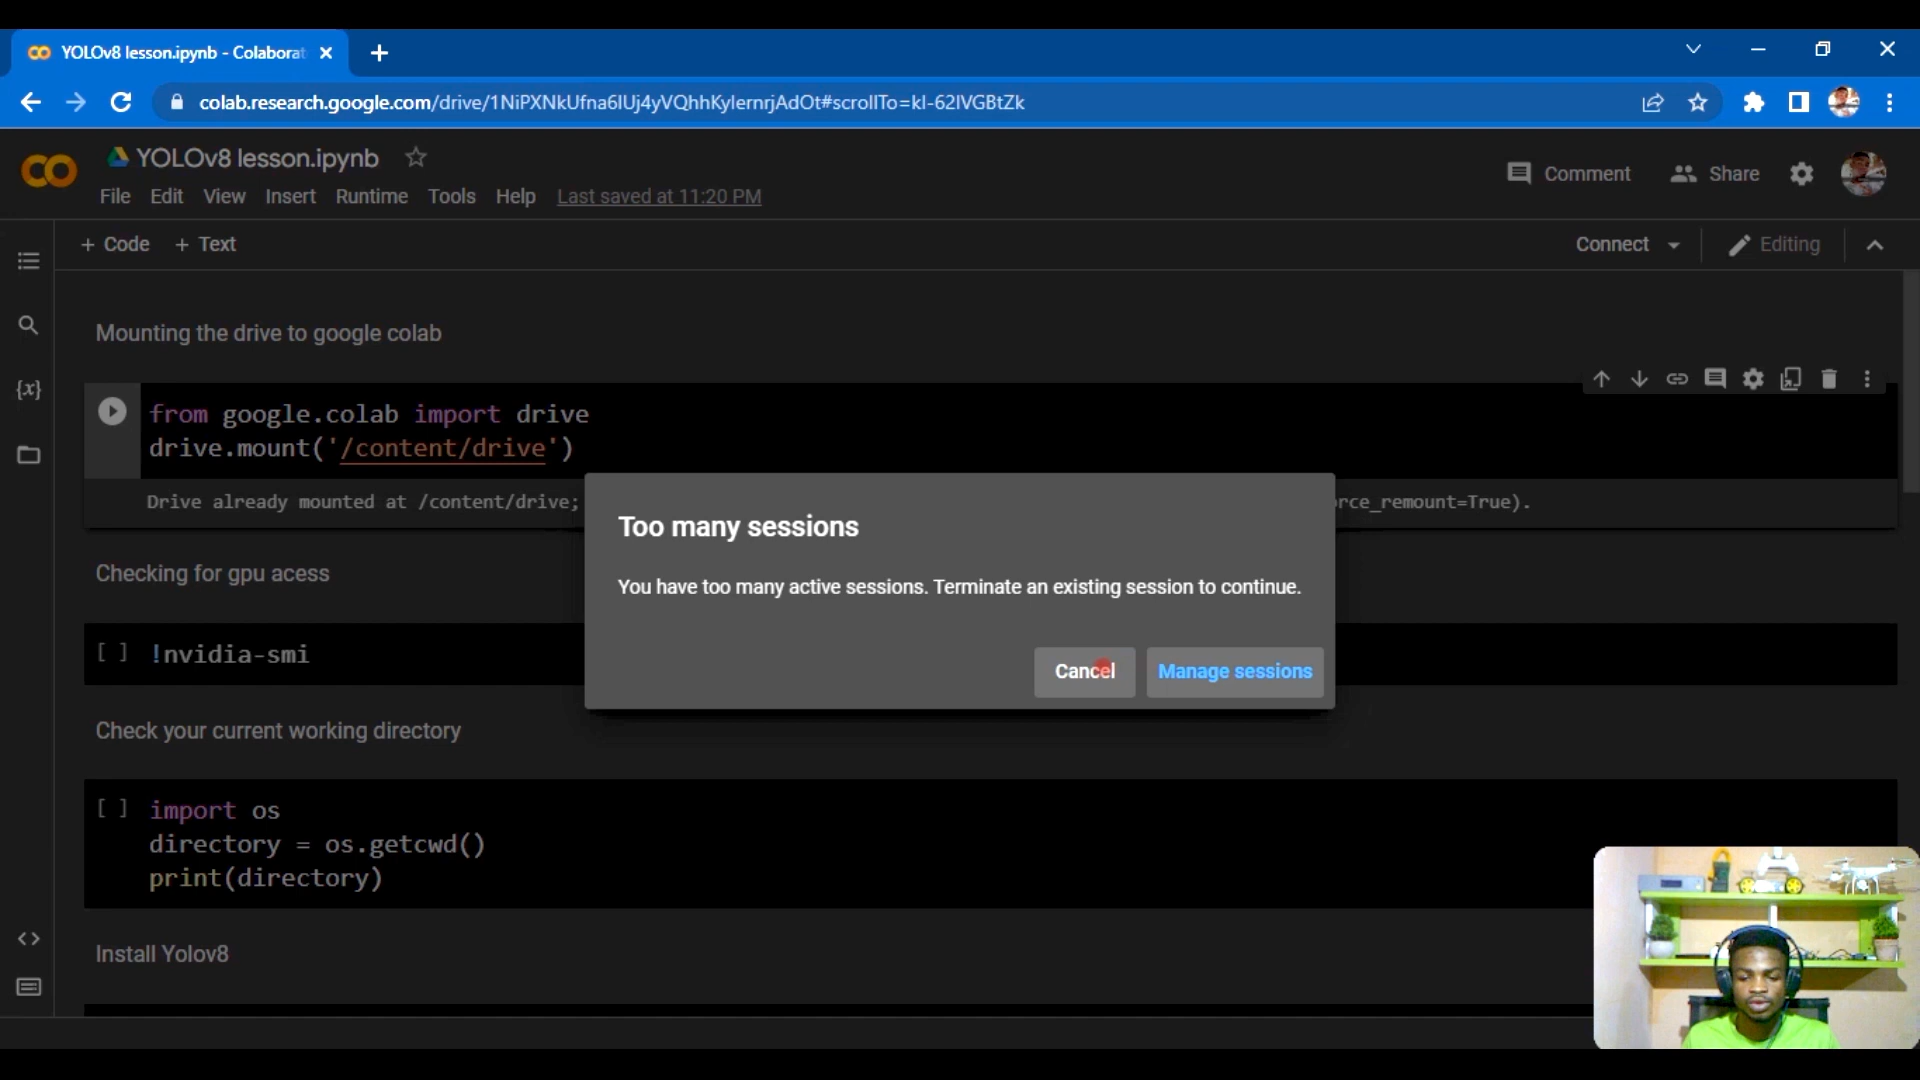 YOLOv8 lesson.ipynb - Colaborat
colab.research.google.com/drive/1NiPXNkUfna6lUj4yVQhhKylernrjAdOt#scrollTo=kl-62lVGBtZk
YOLOv8 lesson.ipynb
Comment
Share
File Edit View Insert Runtime Tools Help Last saved at 11:20 PM
+ Code + Text
Connect
Editing
Mounting the drive to google colab
{x}
from google.colab import drive
drive.mount('/content/drive')
Drive already mounted at /content/drive;
rce_remount=True).
Too many sessions
You have too many active sessions. Terminate an existing session to continue.
Cancel
Manage sessions
Checking for gpu acess
[ ] !nvidia-smi
Check your current working directory
[ ] import os
directory = os.getcwd()
print(directory)
Install Yolov8